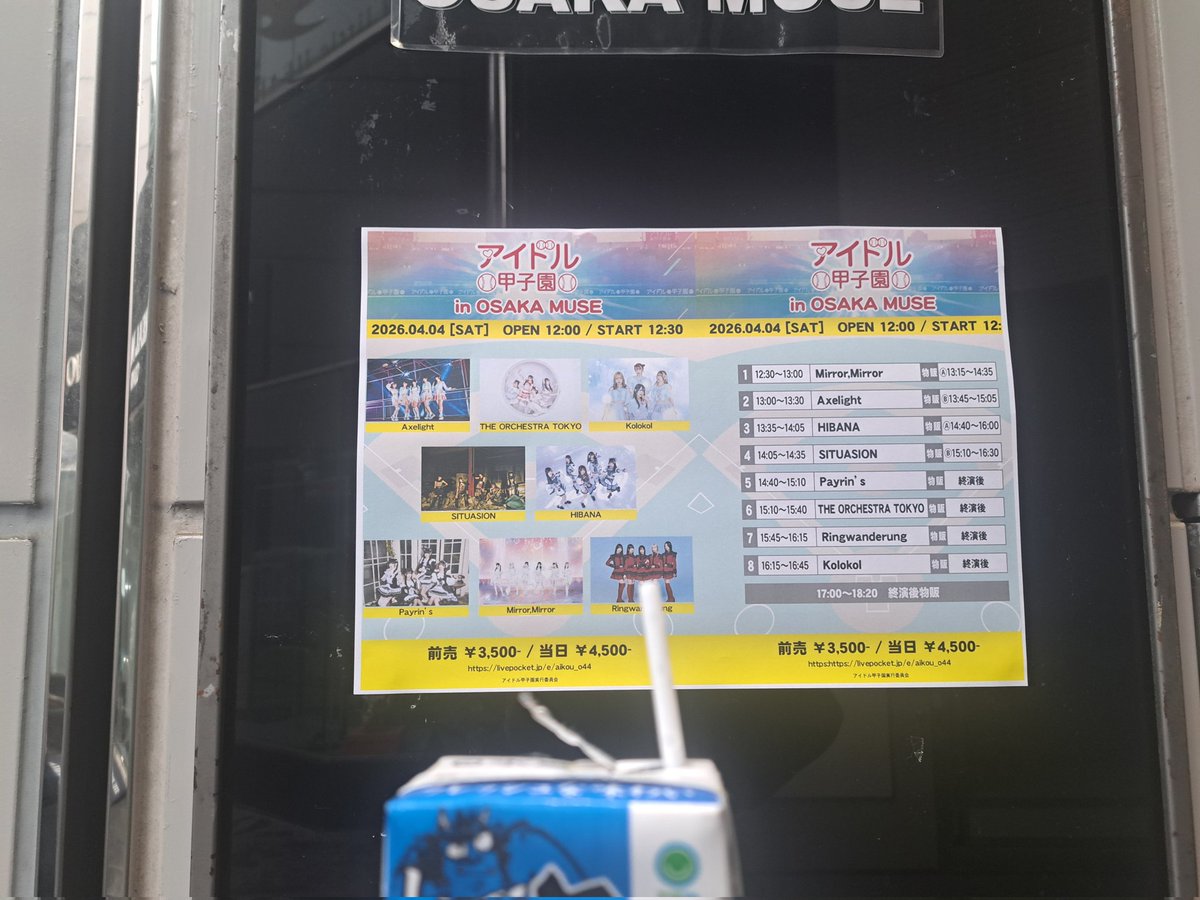 OSAKA MUSE
アイドル
甲子園
in OSAKA MUSE
2026.04.04 [SAT] OPEN 12:00 / START 12:30
Axelight
THE ORCHESTRA TOKYO
Kolokol
SITUASION
HIBANA
Payrin's
Mirror,Mirror
前売 ¥3,500- / 当日 ¥4,500-
https://livepocket.jp/e/aikou_o44
アイドル甲子園実行委員会
アイドル
甲子園
in OSAKA MUSE
2026.04.04 [SAT] OPEN 12:00 / START 12:
1 12:30～13:00 Mirror,Mirror 物販 Ⓐ13:15～14:35
2 13:00～13:30 Axelight 物販 Ⓑ13:45～15:05
3 13:35～14:05 HIBANA 物販 Ⓐ14:40～16:00
4 14:05～14:35 SITUASION 物販 Ⓑ15:10～16:30
5 14:40～15:10 Payrin's 物販 終演後
6 15:10～15:40 THE ORCHESTRA TOKYO 物販 終演後
7 15:45～16:15 Ringwanderung 物販 終演後
8 16:15～16:45 Kolokol 物販 終演後
17:00～18:20 終演後物販
前売 ¥3,500- / 当日 ¥4,500-
https:https://livepocket.jp/e/aikou_o44
アイドル甲子園実行委員会